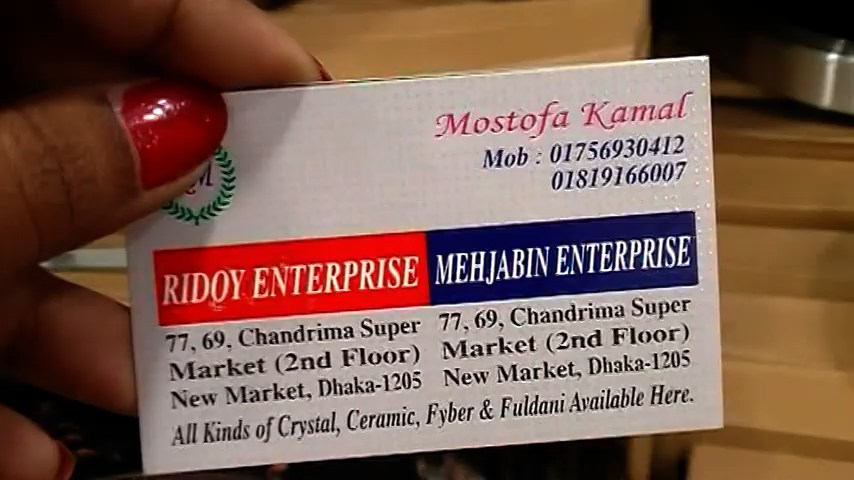 Mostofa Kamal
Mob : 01756930412
01819166007
RIDOY ENTERPRISE
77, 69, Chandrima Super
Market (2nd Floor)
New Market, Dhaka-1205
MEHJABIN ENTERPRISE
77, 69, Chandrima Super
Market (2nd Floor)
New Market, Dhaka-1205
All Kinds of Crystal, Ceramic, Fyber & Fuldani Available Here.